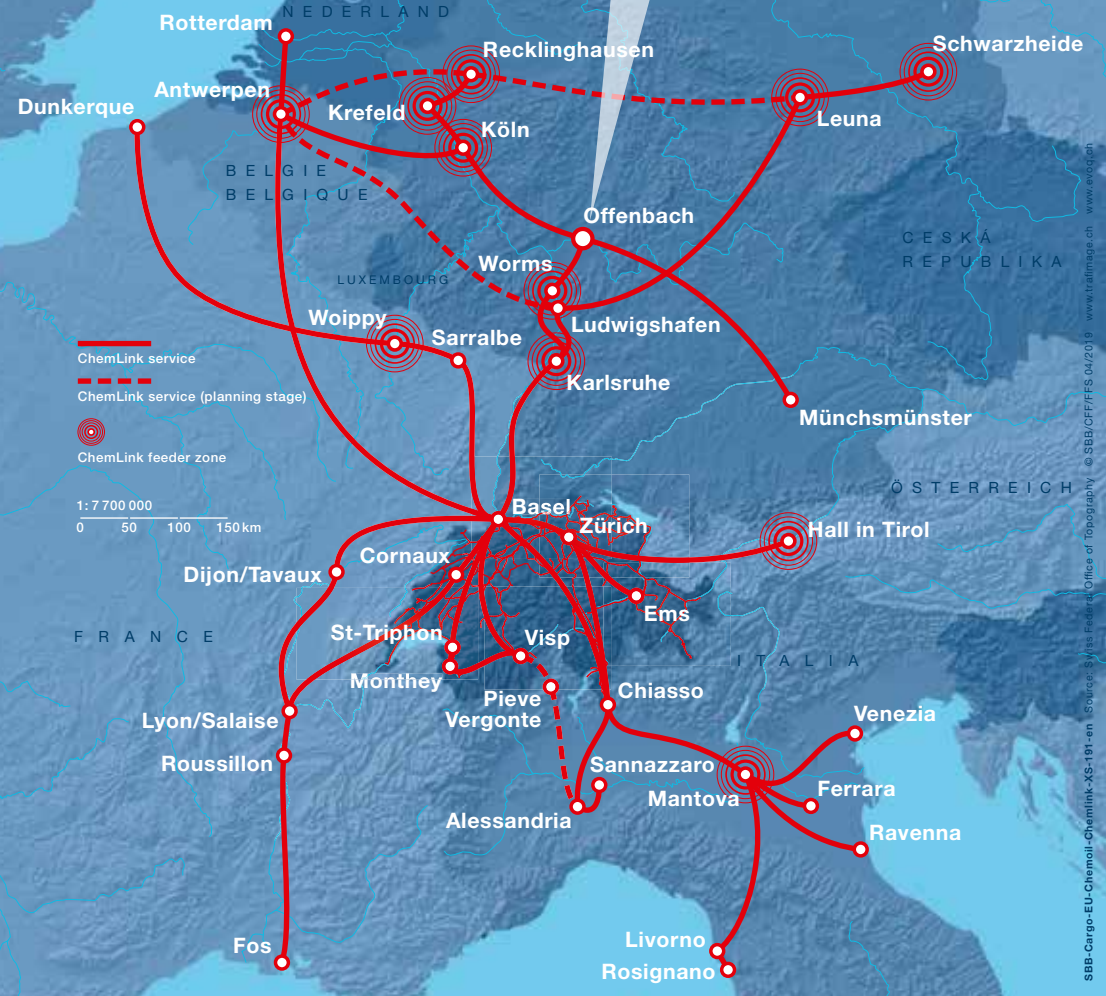 NEDERLAND
Rotterdam
Recklinghausen
Schwarzheide
Antwerpen
Dunkerque
Krefeld
Leuna
Köln
BELGIE
BELGIQUE
Offenbach
CESKÁ
REPUBLIKA
Worms
LUXEMBOURG
Woippy
Ludwigshafen
Sarralbe
ChemLink service
Karlsruhe
ChemLink service (planning stage)
Münchsmünster
ChemLink feeder zone
ÖSTERREICH
1: 7 700 000
0 50 100 150 km
Basel
Zürich
Hall in Tirol
Cornaux
Dijon/Tavaux
Ems
FRANCE
St-Triphon
Visp
ITALIA
Monthey
Pieve
Vergonte
Chiasso
Lyon/Salaise
Venezia
Roussillon
Sannazzaro
Mantova
Ferrara
Alessandria
Ravenna
Fos
Livorno
Rosignano
SBB-Cargo-EU-Chemoil-Chemlink-XS-191-en Source: Swiss Federal Office of Topography © SBB/CFF/FFS 04/2019 www.trafimage.ch www.evoq.ch